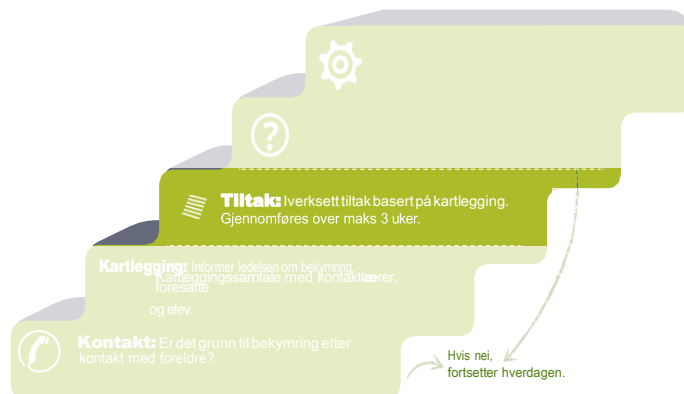 ?
Tiltak: Iverksett tiltak basert på kartlegging.
Gjennomføres over maks 3 uker.
Kartlegging: Informer ledelsen om bekymring.
Kartleggingssamtale med kontaktlærer,
foresatte
og elev.
Kontakt: Er det grunn til bekymring etter
kontakt med foreldre?
Hvis nei,
fortsetter hverdagen.